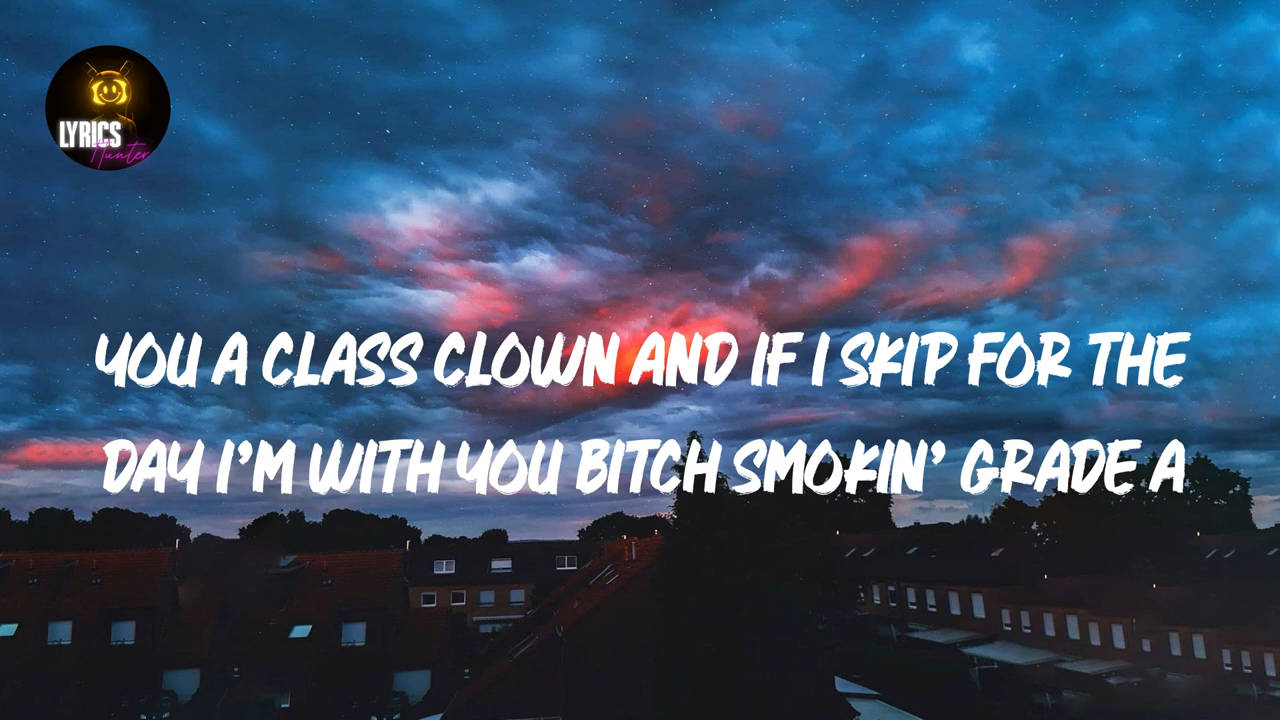 LYRICS
Hunter
YOU A CLASS CLOWN AND IF I SKIP FOR THE
DAY I'M WITH YOU BITCH SMOKIN' GRADE A